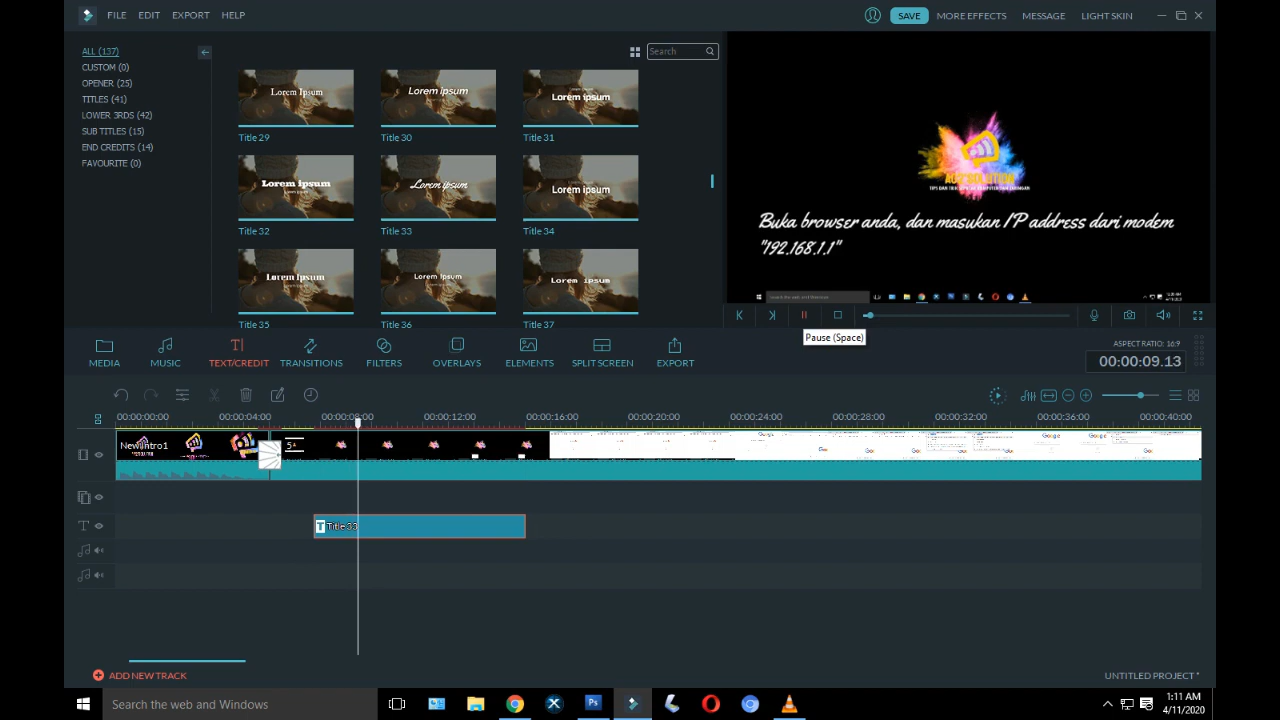 FILE EDIT EXPORT HELP
SAVE MORE EFFECTS MESSAGE LIGHT SKIN
ALL (137)
CUSTOM (0)
OPENER (25)
TITLES (41)
LOWER 3RDS (42)
SUB TITLES (15)
END CREDITS (14)
FAVOURITE (0)
Search
Lorem Ipsum Lorem ipsum Lorem ipsum
Title 29 Title 30 Title 31
Lorem ipsum Lorem ipsum Lorem ipsum
Title 32 Title 33 Title 34
Lorem ipsum Lorem Ipsum Lorem ipsum
Title 35 Title 36 Title 37
Buka browser anda, dan masukan IP address dari modem
"192.168.1.1"
Pause (Space)
ASPECT RATIO: 16:9
00:00:09.13
MEDIA MUSIC TEXT/CREDIT TRANSITIONS FILTERS OVERLAYS ELEMENTS SPLIT SCREEN EXPORT
00:00:00:00 00:00:04:00 00:00:08:00 00:00:12:00 00:00:16:00 00:00:20:00 00:00:24:00 00:00:28:00 00:00:32:00 00:00:36:00 00:00:40:00
New Intro1
T Title 33
ADD NEW TRACK
UNTITLED PROJECT *
Search the web and Windows
1:11 AM
4/11/2020